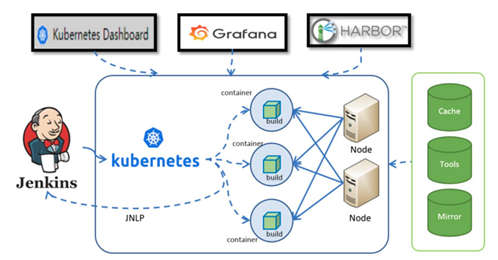 Kubernetes Dashboard
Grafana
HARBOR™
container
build
Cache
Jenkins
kubernetes
container
build
Node
Node
Tools
JNLP
build
container
Mirror